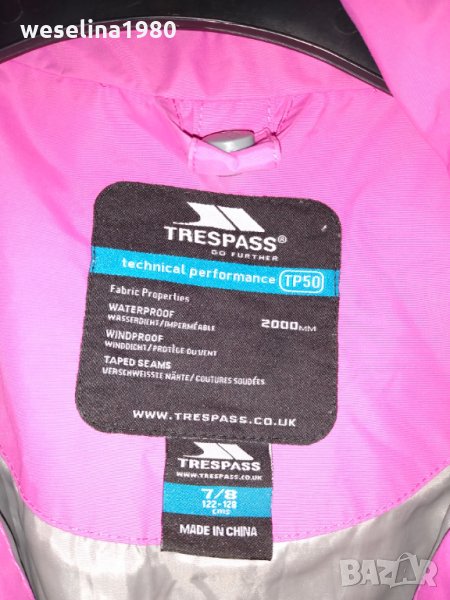 weselina1980
TRESPASS®
GO FURTHER
technical performance TP50
Fabric Properties
WATERPROOF 2000MM
WASSERDICHT/IMPERMÉABLE
WINDPROOF
WINDDICHT/PROTÈGE DU VENT
TAPED SEAMS
VERSCHWEISSTE NÄHTE/COUTURES SOUDÉES
WWW.TRESPASS.CO.UK
TRESPASS
WWW.TRESPASS.CO.UK
7/8
122-128
cms
MADE IN CHINA
BAZAR